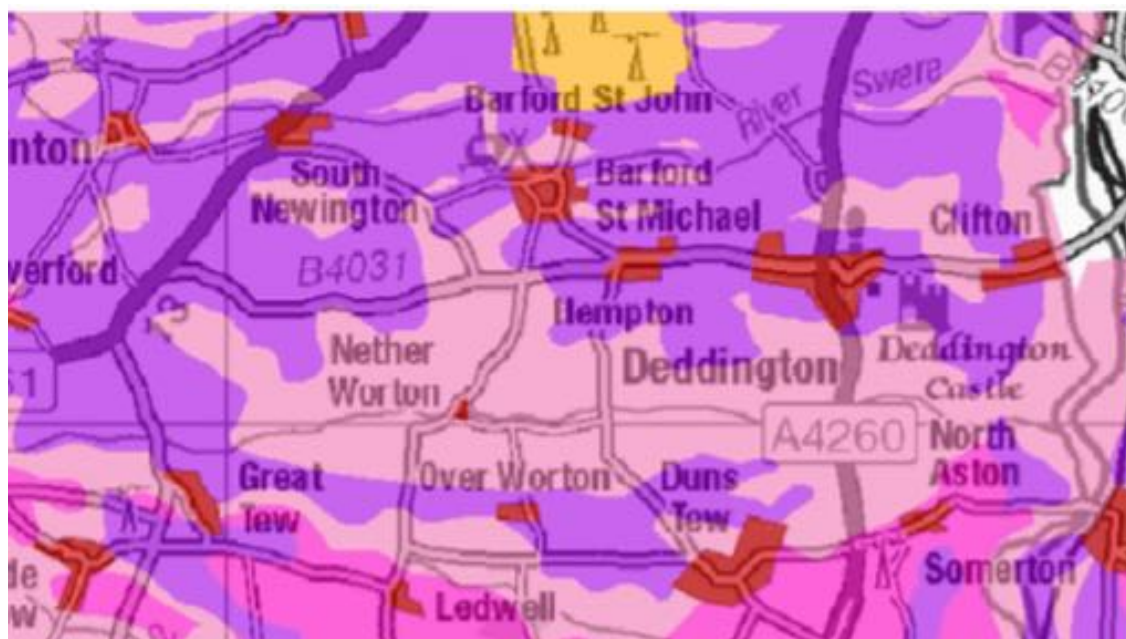 Barford St John
River Swere
nton
South
Newington
Barford
St Michael
Clifton
verford
B4031
Hempton
Nether
Worton
Deddington
Deddington
Castle
A4260
North
Aston
Great
Tew
Over Worton
Duns
Tew
Somerton
Ledwell